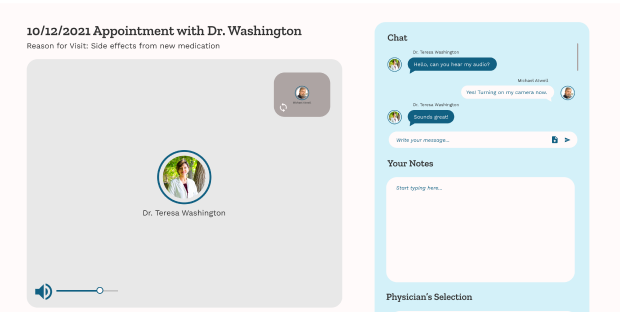 10/12/2021 Appointment with Dr. Washington
Reason for Visit: Side effects from new medication
Dr. Teresa Washington
Chat
Dr. Teresa Washington
Hello, can you hear my audio?
Michael Atwell
Yes! Turning on my camera now.
Dr. Teresa Washington
Sounds great!
Write your message...
Your Notes
Start typing here...
Physician's Selection